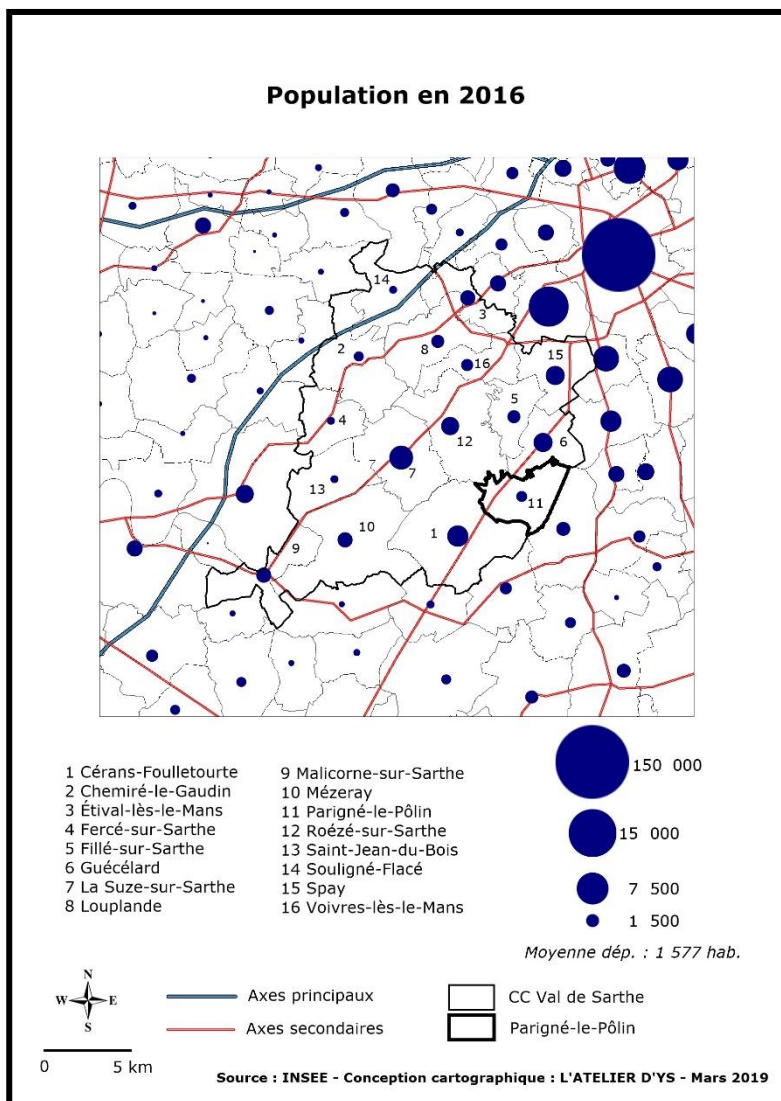 Population en 2016
14
3
2
8
16
15
5
4
12
6
7
13
11
10
1
9
1 Cérans-Foulletourte
2 Chemiré-le-Gaudin
3 Étival-lès-le-Mans
4 Fercé-sur-Sarthe
5 Fillé-sur-Sarthe
6 Guécélard
7 La Suze-sur-Sarthe
8 Louplande
9 Malicorne-sur-Sarthe
10 Mézeray
11 Parigné-le-Pôlin
12 Roézé-sur-Sarthe
13 Saint-Jean-du-Bois
14 Souligné-Flacé
15 Spay
16 Voivres-lès-le-Mans
150 000
15 000
7 500
1 500
Moyenne dép. : 1 577 hab.
N
W E
S
Axes principaux
Axes secondaires
CC Val de Sarthe
Parigné-le-Pôlin
0 5 km
Source : INSEE - Conception cartographique : L'ATELIER D'YS - Mars 2019